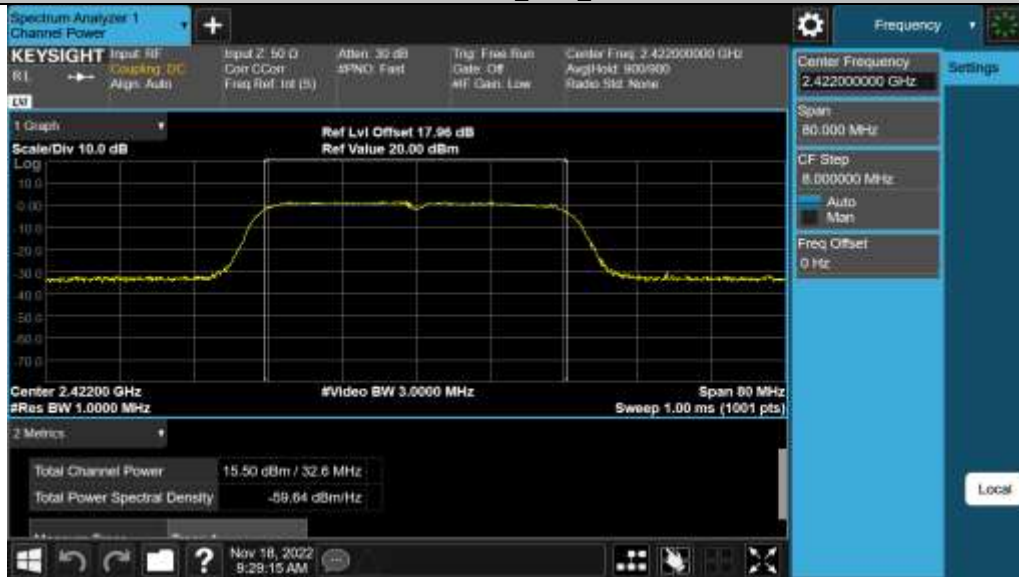 Spectrum Analyzer 1
Channel Power
Frequency
KEYSIGHT
Input: RF
Coupling: DC
Align: Auto
RL
Input Z: 50 Ω
Corr CCorr
Freq Ref: Int (S)
Atten: 30 dB
#PNO: Fast
Trig: Free Run
Gate: Off
#IF Gain: Low
Center Freq: 2.422000000 GHz
Avg|Hold: 900/900
Radio Std: None
LXI
Center Frequency
2.422000000 GHz
Settings
Span
80.000 MHz
CF Step
8.000000 MHz
Auto
Man
Freq Offset
0 Hz
1 Graph
Scale/Div 10.0 dB
Ref Lvl Offset 17.96 dB
Ref Value 20.00 dBm
Log
10.0
0.00
-10.0
-20.0
-30.0
-40.0
-50.0
-60.0
-70.0
Center 2.42200 GHz
#Video BW 3.0000 MHz
Span 80 MHz
#Res BW 1.0000 MHz
Sweep 1.00 ms (1001 pts)
2 Metrics
Total Channel Power 15.50 dBm / 32.6 MHz
Total Power Spectral Density -59.64 dBm/Hz
Local
Nov 18, 2022
9:29:15 AM